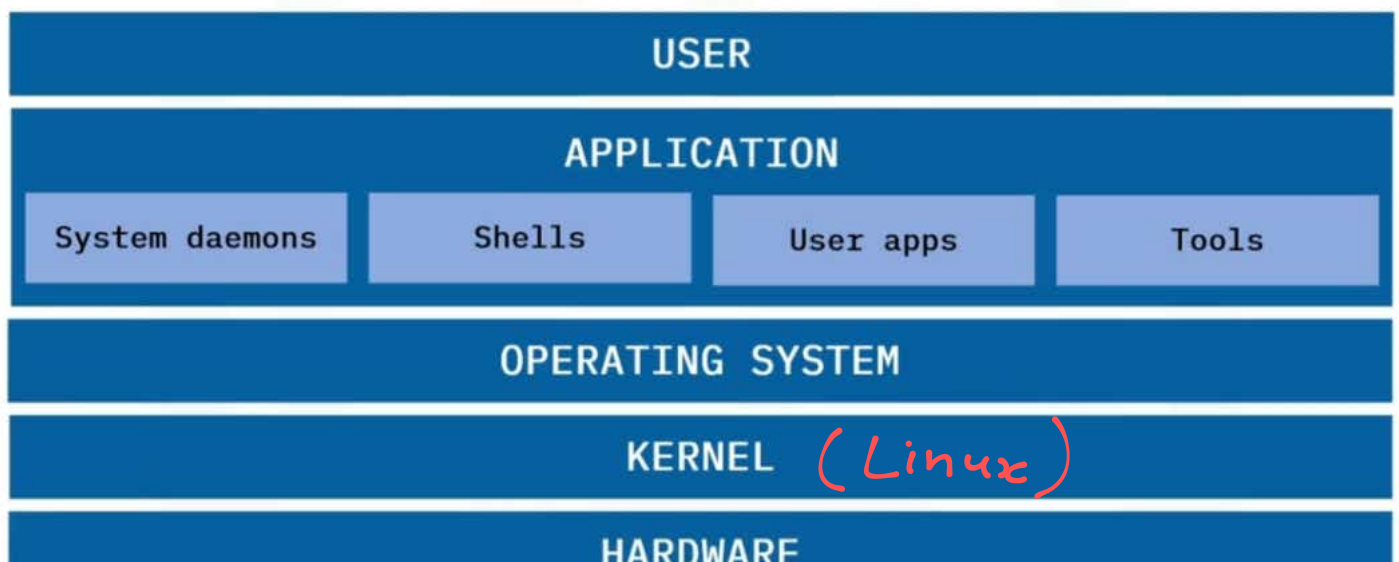 USER
APPLICATION
System daemons Shells User apps Tools
OPERATING SYSTEM
KERNEL (Linux)
HARDWARE